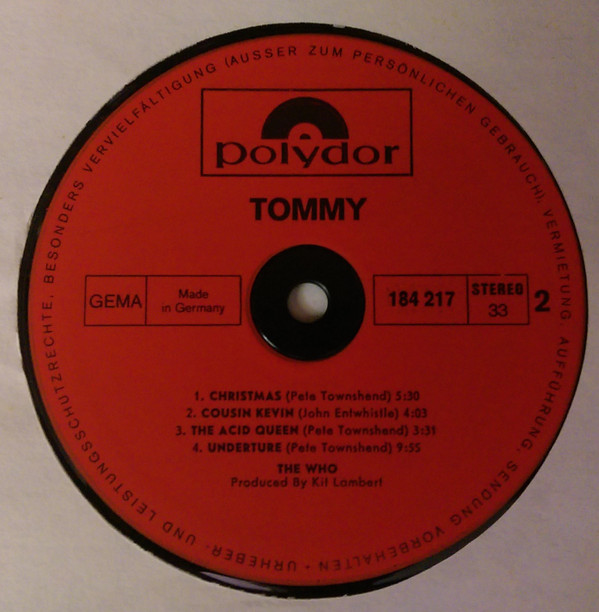 URHEBER- UND LEISTUNGSSCHUTZRECHTE, BESONDERS VERVIELFÄLTIGUNG (AUSSER ZUM PERSÖNLICHEN GEBRAUCH), VERMIETUNG, AUFFÜHRUNG, SENDUNG VORBEHALTEN •
polydor
TOMMY
GEMA
Made
in Germany
184 217
STEREO
33
2
1. CHRISTMAS (Pete Townshend) 5:30
2. COUSIN KEVIN (John Entwhistle) 4:03
3. THE ACID QUEEN (Pete Townshend) 3:31
4. UNDERTURE (Pete Townshend) 9:55
THE WHO
Produced By Kit Lambert